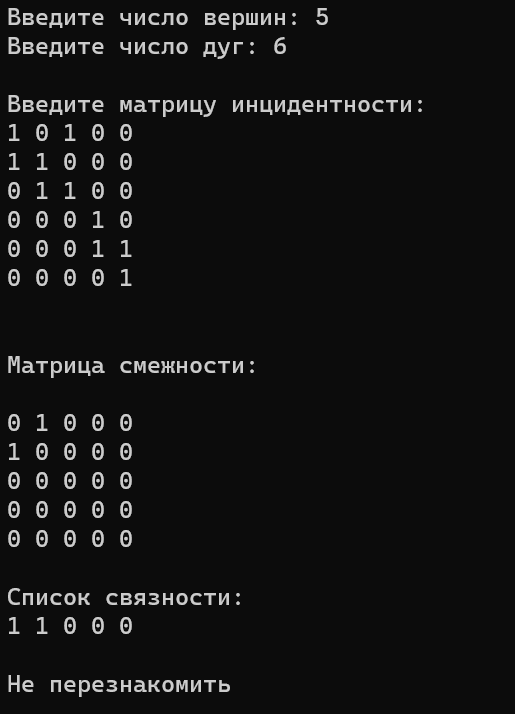 Введите число вершин: 5
Введите число дуг: 6
Введите матрицу инцидентности:
1 0 1 0 0
1 1 0 0 0
0 1 1 0 0
0 0 0 1 0
0 0 0 1 1
0 0 0 0 1
Матрица смежности:
0 1 0 0 0
1 0 0 0 0
0 0 0 0 0
0 0 0 0 0
0 0 0 0 0
Список связности:
1 1 0 0 0
Не перезнакомить